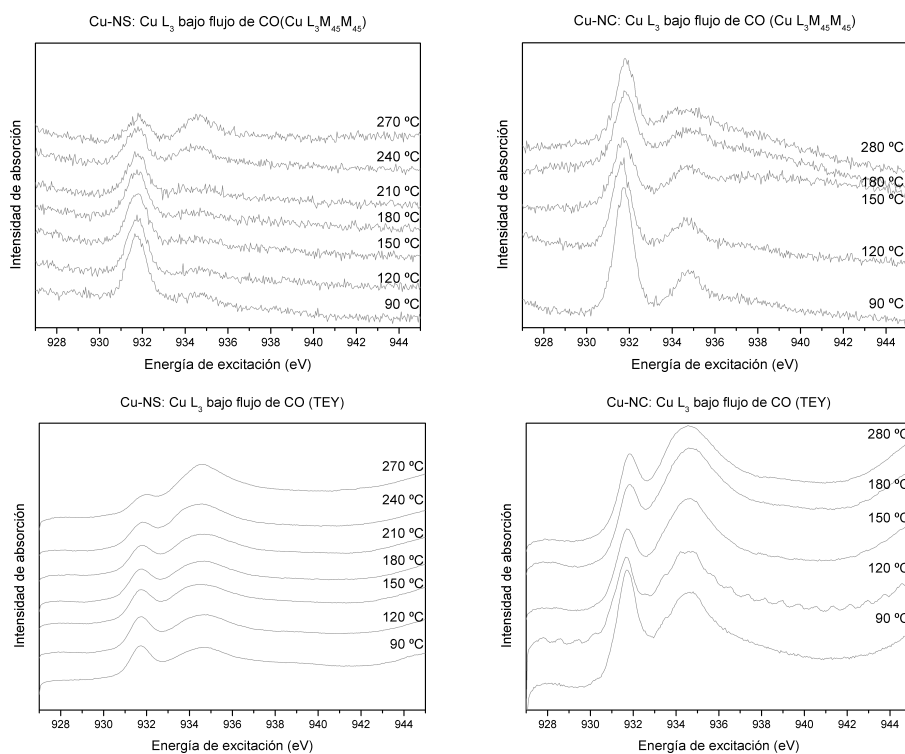 Cu-NS: Cu L₃ bajo flujo de CO(Cu L₃M₄₅M₄₅)
Intensidad de absorción
270 ºC
240 ºC
210 ºC
180 ºC
150 ºC
120 ºC
90 ºC
928 930 932 934 936 938 940 942 944
Energía de excitación (eV)
Cu-NC: Cu L₃ bajo flujo de CO (Cu L₃M₄₅M₄₅)
Intensidad de absorción
280 ºC
180 ºC
150 ºC
120 ºC
90 ºC
928 930 932 934 936 938 940 942 944
Energía de excitación (eV)
Cu-NS: Cu L₃ bajo flujo de CO (TEY)
Intensidad de absorción
270 ºC
240 ºC
210 ºC
180 ºC
150 ºC
120 ºC
90 ºC
928 930 932 934 936 938 940 942 944
Energía de excitación (eV)
Cu-NC: Cu L₃ bajo flujo de CO (TEY)
Intensidad de absorción
280 ºC
180 ºC
150 ºC
120 ºC
90 ºC
928 930 932 934 936 938 940 942 944
Energía de excitación (eV)